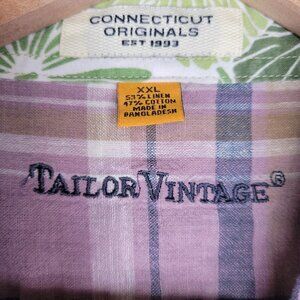 CONNECTICUT
ORIGINALS
EST 1993
XXL
53% LINEN
47% COTTON
MADE IN
BANGLADESH
TAILOR VINTAGE®